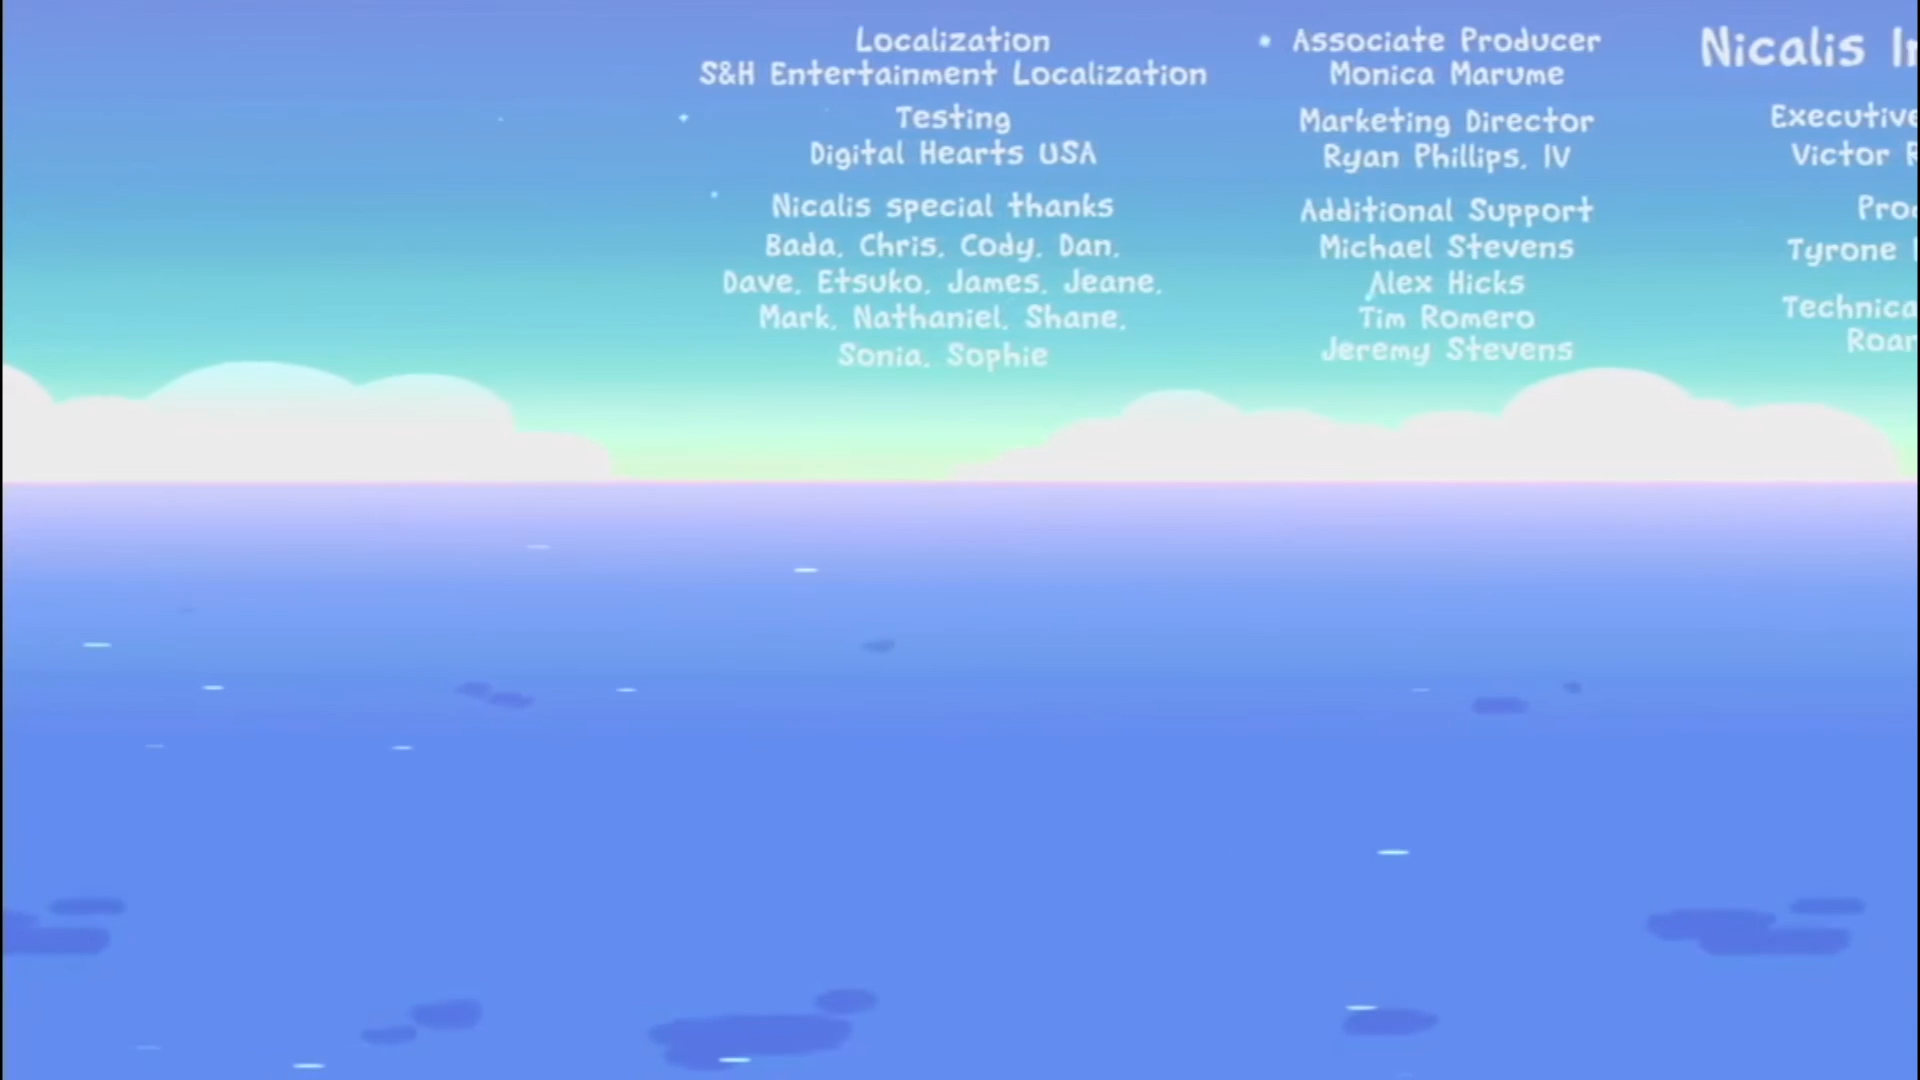 Localization
S&H Entertainment Localization
Testing
Digital Hearts USA
Nicalis special thanks
Bada, Chris, Cody, Dan,
Dave, Etsuko, James, Jeane,
Mark, Nathaniel, Shane,
Sonia, Sophie
Associate Producer
Monica Marume
Marketing Director
Ryan Phillips, IV
Additional Support
Michael Stevens
Alex Hicks
Tim Romero
Jeremy Stevens
Nicalis
Executive
Victor
Tyrone